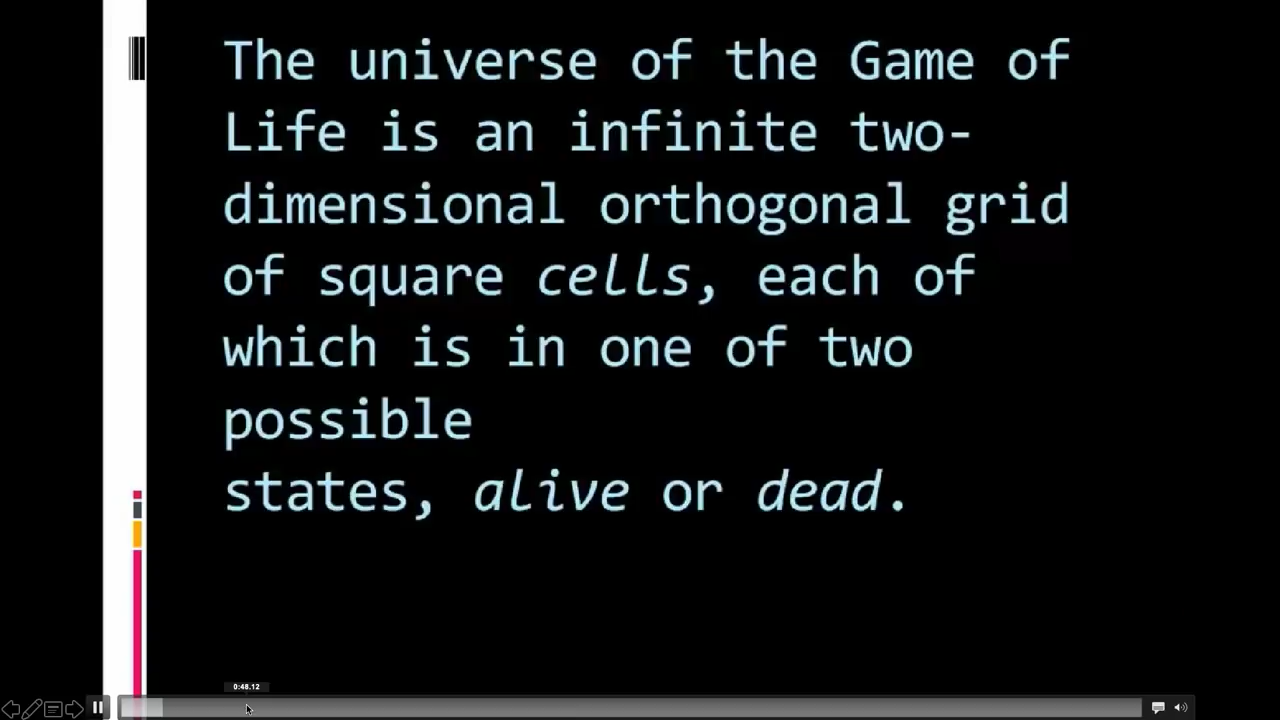 The universe of the Game of
Life is an infinite two-
dimensional orthogonal grid
of square cells, each of
which is in one of two
possible
states, alive or dead.
0:48.12